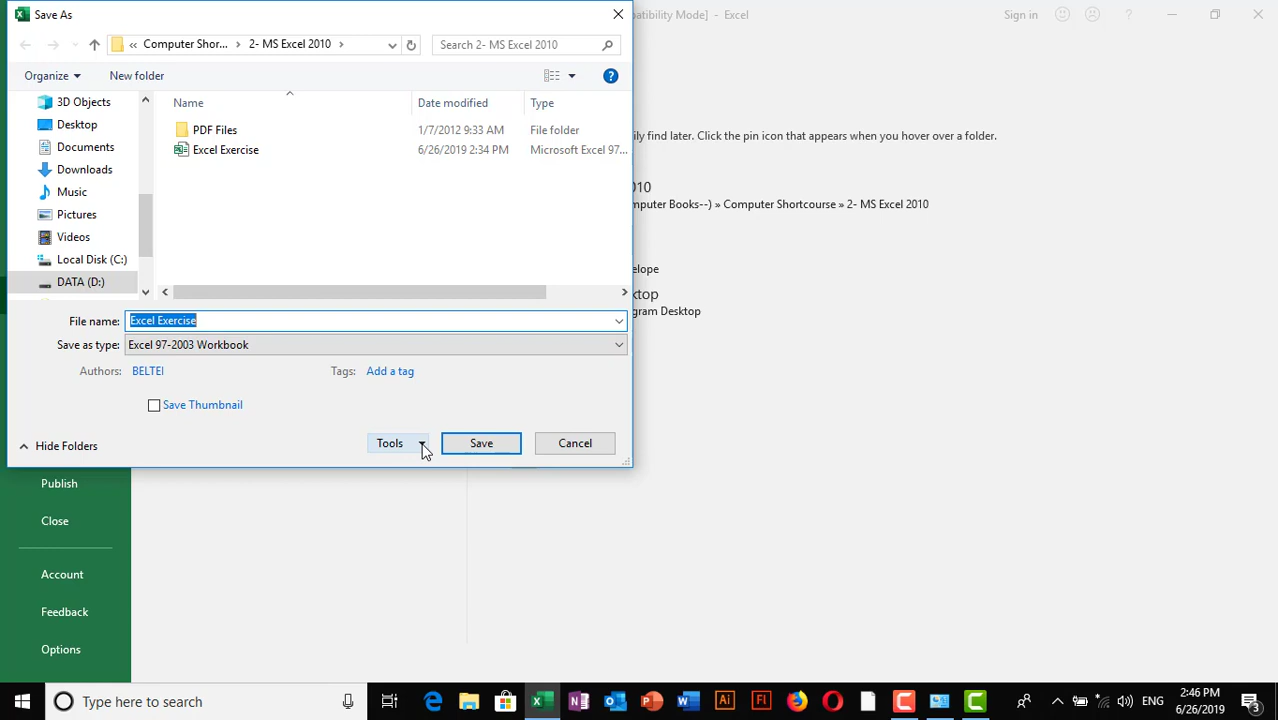 Save As
patibility Mode] - Excel
Sign in
Computer Shor...
2- MS Excel 2010
Search 2- MS Excel 2010
Organize
New folder
3D Objects
Desktop
Documents
Downloads
Music
Pictures
Videos
Local Disk (C:)
DATA (D:)
Name
Date modified
Type
PDF Files
1/7/2012 9:33 AM
File folder
Excel Exercise
6/26/2019 2:34 PM
Microsoft Excel 97...
ily find later. Click the pin icon that appears when you hover over a folder.
010
mputer Books--) » Computer Shortcourse » 2- MS Excel 2010
elope
ktop
gram Desktop
File name: Excel Exercise
Save as type: Excel 97-2003 Workbook
Authors: BELTEI
Tags: Add a tag
Save Thumbnail
Hide Folders
Tools
Save
Cancel
Publish
Close
Account
Feedback
Options
Type here to search
ENG
2:46 PM
6/26/2019
3